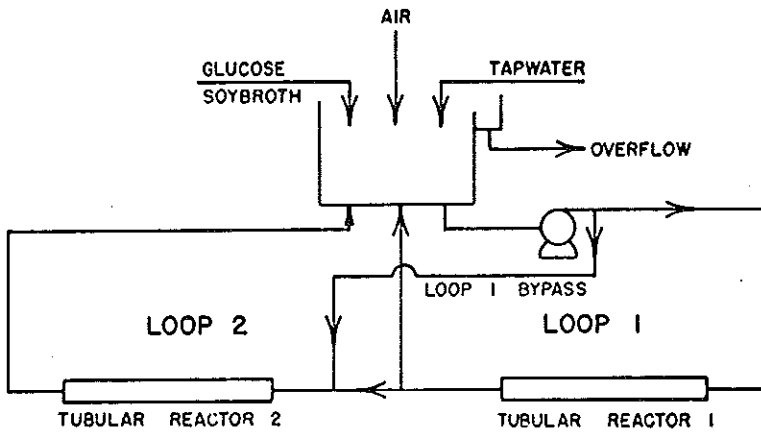 AIR
GLUCOSE
SOYBROTH
TAPWATER
OVERFLOW
LOOP 1 BYPASS
LOOP 2
LOOP 1
TUBULAR REACTOR 2
TUBULAR REACTOR 1